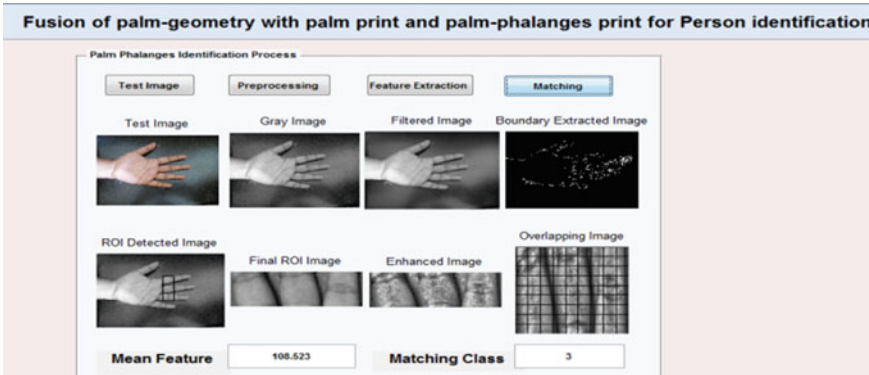 Fusion of palm-geometry with palm print and palm-phalanges print for Person identification
Palm Phalanges Identification Process
Test Image Preprocessing Feature Extraction Matching
Test Image Gray Image Filtered Image Boundary Extracted Image
ROI Detected Image Final ROI Image Enhanced Image Overlapping Image
Mean Feature 108.523 Matching Class 3